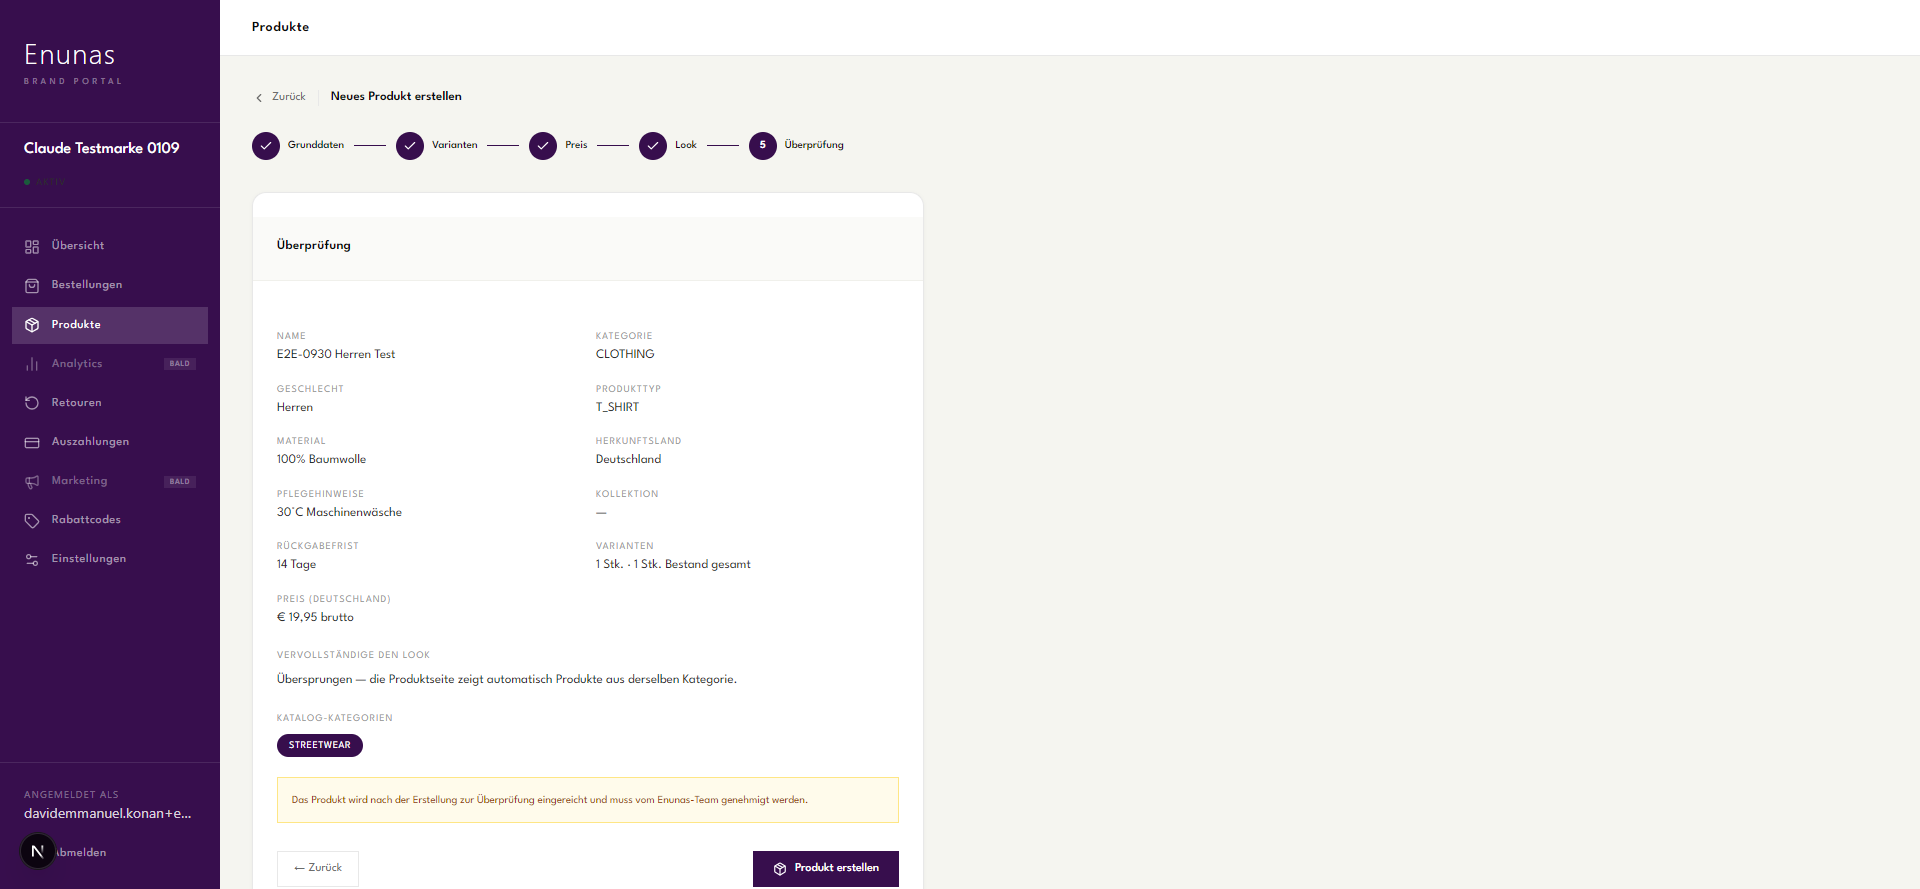 Enunas
BRAND PORTAL
Claude Testmarke 0109
AKTIV
Übersicht
Bestellungen
Produkte
Analytics BALD
Retouren
Auszahlungen
Marketing BALD
Rabattcodes
Einstellungen
ANGEMELDET ALS
davidemmanuel.konan+e...
N
Abmelden
Produkte
Zurück
Neues Produkt erstellen
Grunddaten
Varianten
Preis
Look
5 Überprüfung
Überprüfung
NAME
E2E-0930 Herren Test
KATEGORIE
CLOTHING
GESCHLECHT
Herren
PRODUKTTYP
T_SHIRT
MATERIAL
100% Baumwolle
HERKUNFTSLAND
Deutschland
PFLEGEHINWEISE
30°C Maschinenwäsche
KOLLEKTION
—
RÜCKGABEFRIST
14 Tage
VARIANTEN
1 Stk. · 1 Stk. Bestand gesamt
PREIS (DEUTSCHLAND)
€ 19,95 brutto
VERVOLLSTÄNDIGE DEN LOOK
Übersprungen — die Produktseite zeigt automatisch Produkte aus derselben Kategorie.
KATALOG-KATEGORIEN
STREETWEAR
Das Produkt wird nach der Erstellung zur Überprüfung eingereicht und muss vom Enunas-Team genehmigt werden.
← Zurück
Produkt erstellen